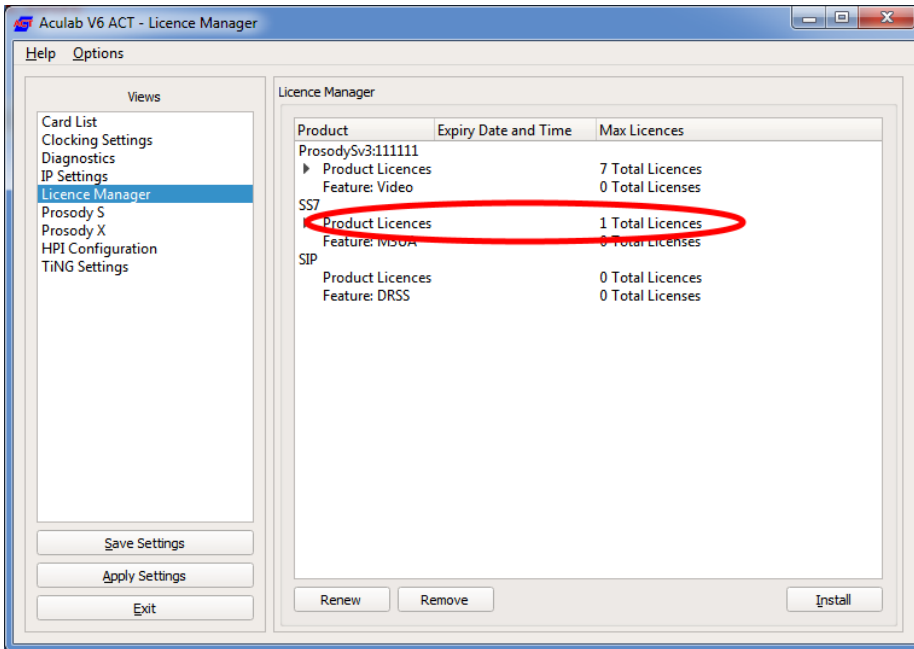 Aculab V6 ACT - Licence Manager
Help Options
Views
Card List
Clocking Settings
Diagnostics
IP Settings
Licence Manager
Prosody S
Prosody X
HPI Configuration
TiNG Settings
Save Settings
Apply Settings
Exit
Licence Manager
Product Expiry Date and Time Max Licences
ProsodySv3:111111
Product Licences 7 Total Licences
Feature: Video 0 Total Licenses
SS7
Product Licences 1 Total Licences
Feature: M3UA 0 Total Licenses
SIP
Product Licences 0 Total Licences
Feature: DRSS 0 Total Licenses
Renew Remove Install